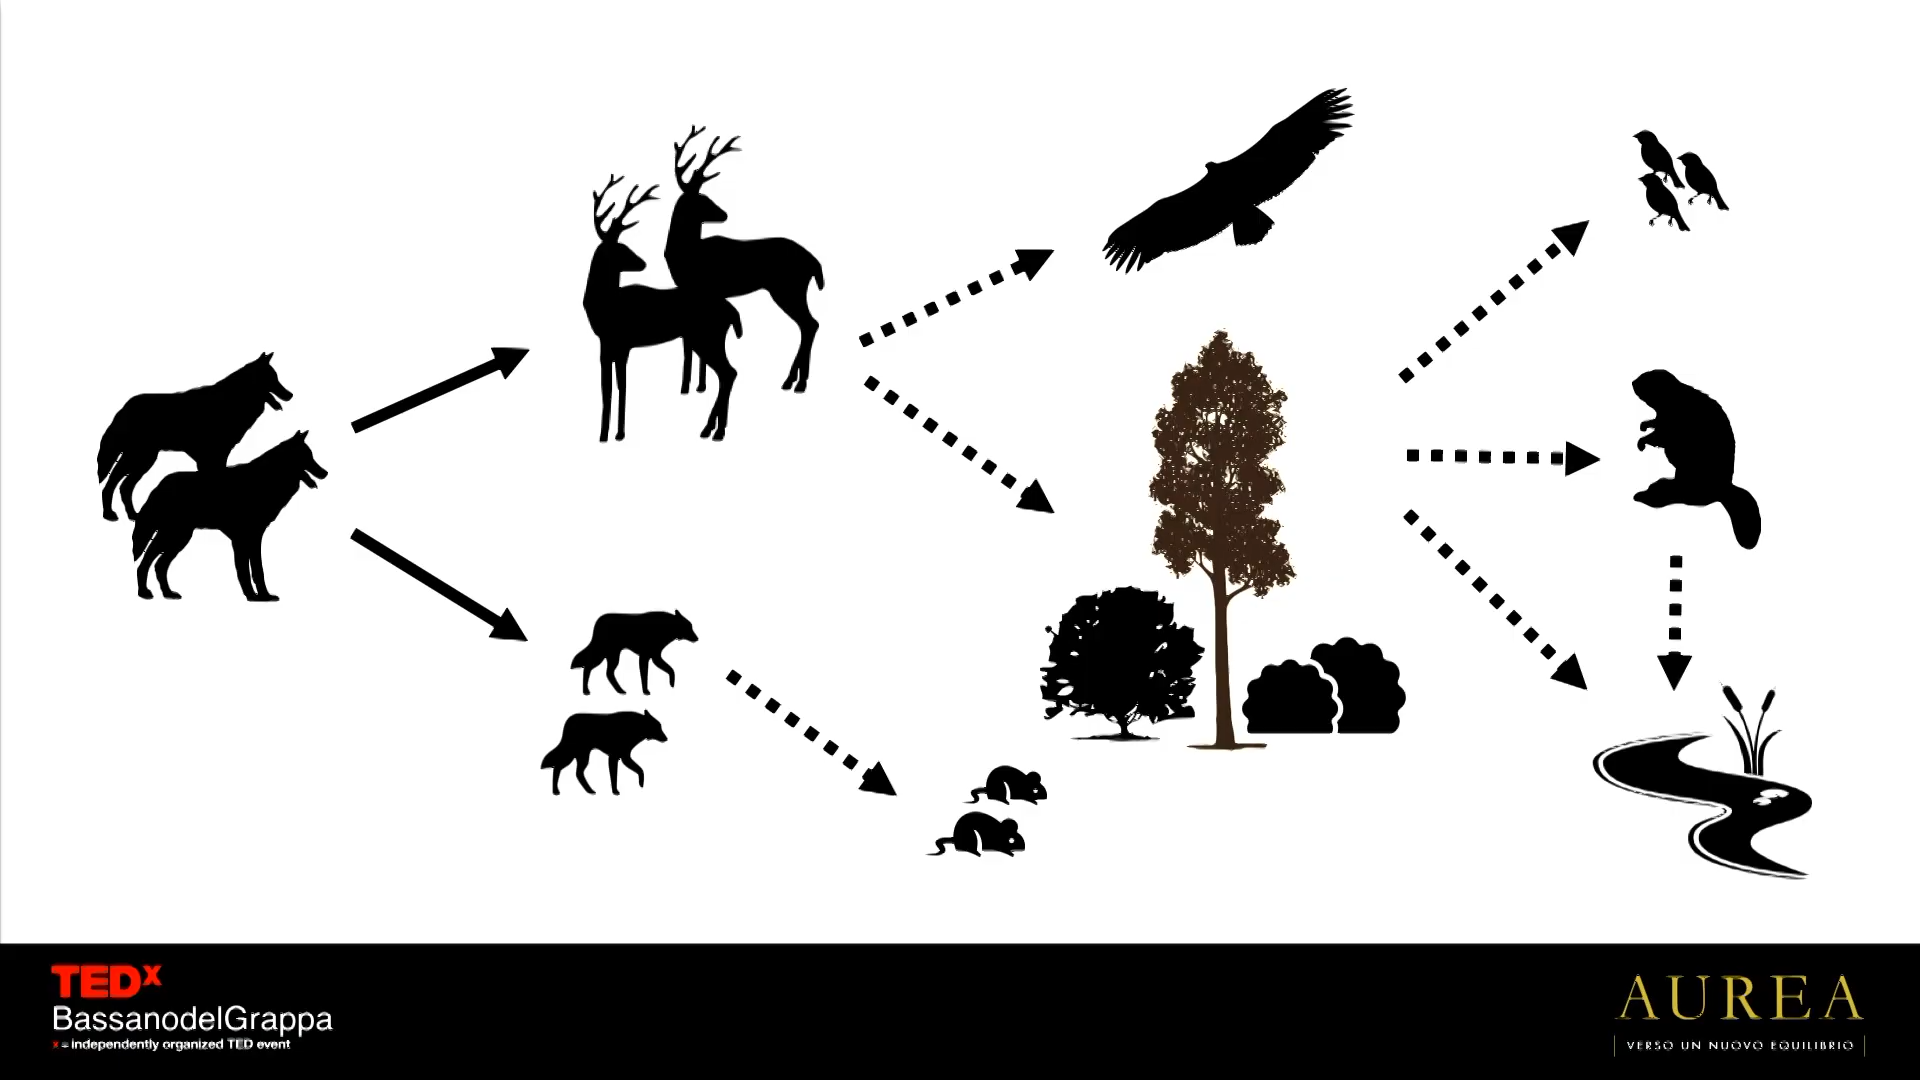 TEDx
BassanodelGrappa
x = independently organized TED event
AUREA
VERSO UN NUOVO EQUILIBRIO